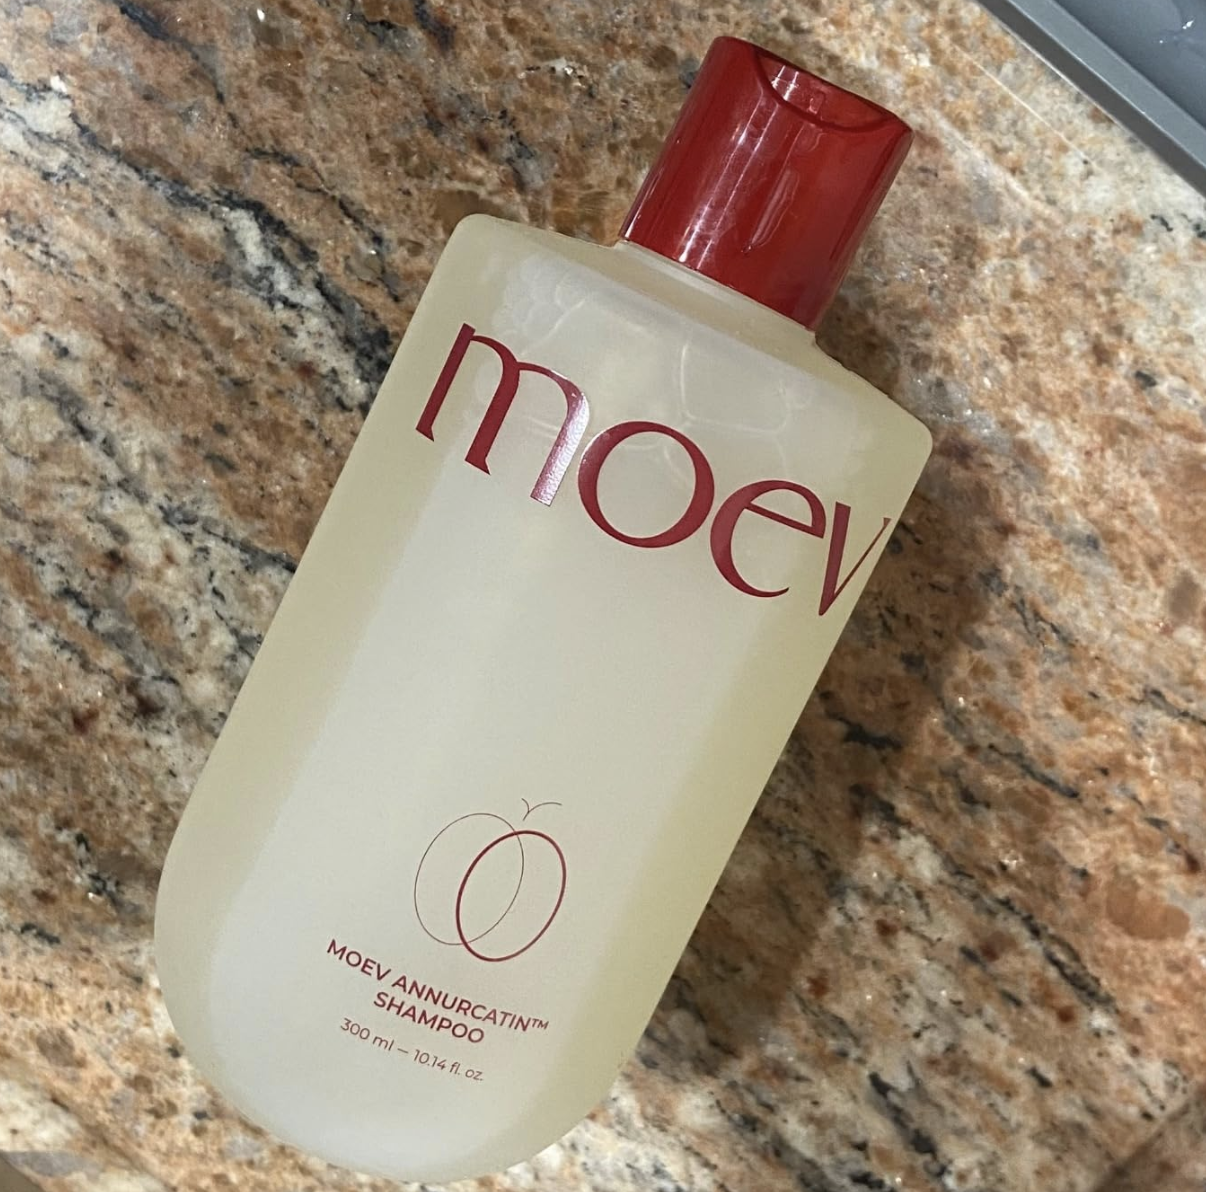 moev
MOEV ANNURCATIN™
SHAMPOO
300 ml – 10.14 fl. oz.